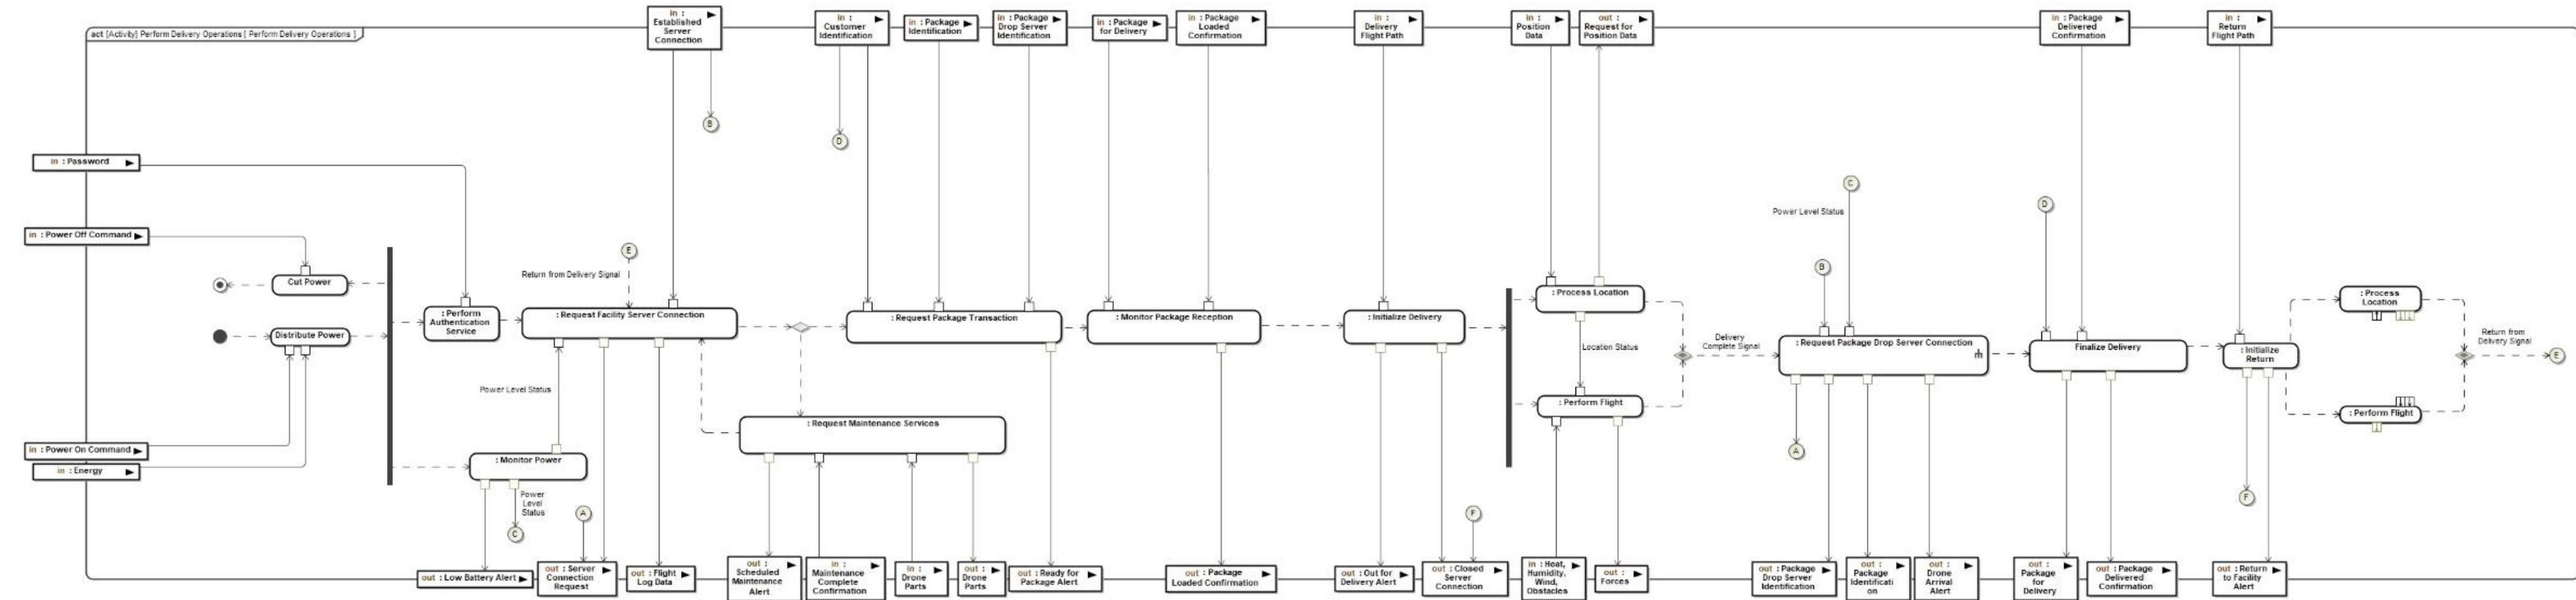 act [Activity] Perform Delivery Operations [ Perform Delivery Operations ]
in :
Established
Server
Connection
in :
Customer
Identification
in : Package
Identification
in : Package
Drop Server
Identification
in : Package
for Delivery
in : Package
Loaded
Confirmation
in :
Delivery
Flight Path
in :
Position
Data
out :
Request for
Position Data
in : Package
Delivered
Confirmation
in :
Return
Flight Path
B
D
in : Password
in : Power Off Command
in : Power On Command
in : Energy
Cut Power
Distribute Power
: Perform
Authentication
Service
E
Return from Delivery Signal
: Request Facility Server Connection
Power Level Status
: Monitor Power
Power
Level
Status
C
A
: Request Package Transaction
: Request Maintenance Services
: Monitor Package Reception
: Initialize Delivery
F
: Process Location
Location Status
: Perform Flight
Delivery
Complete Signal
C
Power Level Status
B
: Request Package Drop Server Connection
A
D
Finalize Delivery
: Initialize
Return
F
: Process
Location
: Perform Flight
Return from
Delivery Signal
E
out : Low Battery Alert
out : Server
Connection
Request
out : Flight
Log Data
out :
Scheduled
Maintenance
Alert
in :
Maintenance
Complete
Confirmation
in :
Drone
Parts
out :
Drone
Parts
out : Ready for
Package Alert
out : Package
Loaded Confirmation
out : Out for
Delivery Alert
out : Closed
Server
Connection
in : Heat,
Humidity,
Wind,
Obstacles
out :
Forces
out : Package
Drop Server
Identification
out :
Package
Identificati
on
out :
Drone
Arrival
Alert
out :
Package
for
Delivery
out : Package
Delivered
Confirmation
out : Return
to Facility
Alert